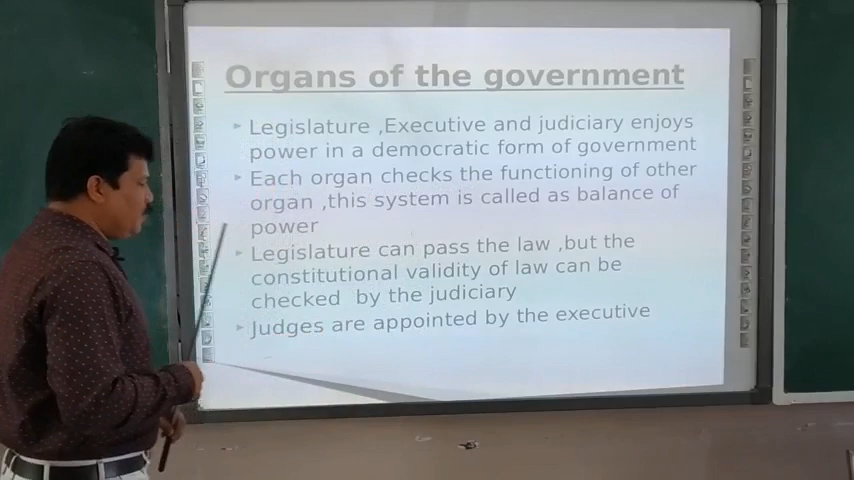 Organs of the government
Legislature ,Executive and judiciary enjoys
power in a democratic form of government
Each organ checks the functioning of other
organ ,this system is called as balance of
power
Legislature can pass the law ,but the
constitutional validity of law can be
checked by the judiciary
Judges are appointed by the executive